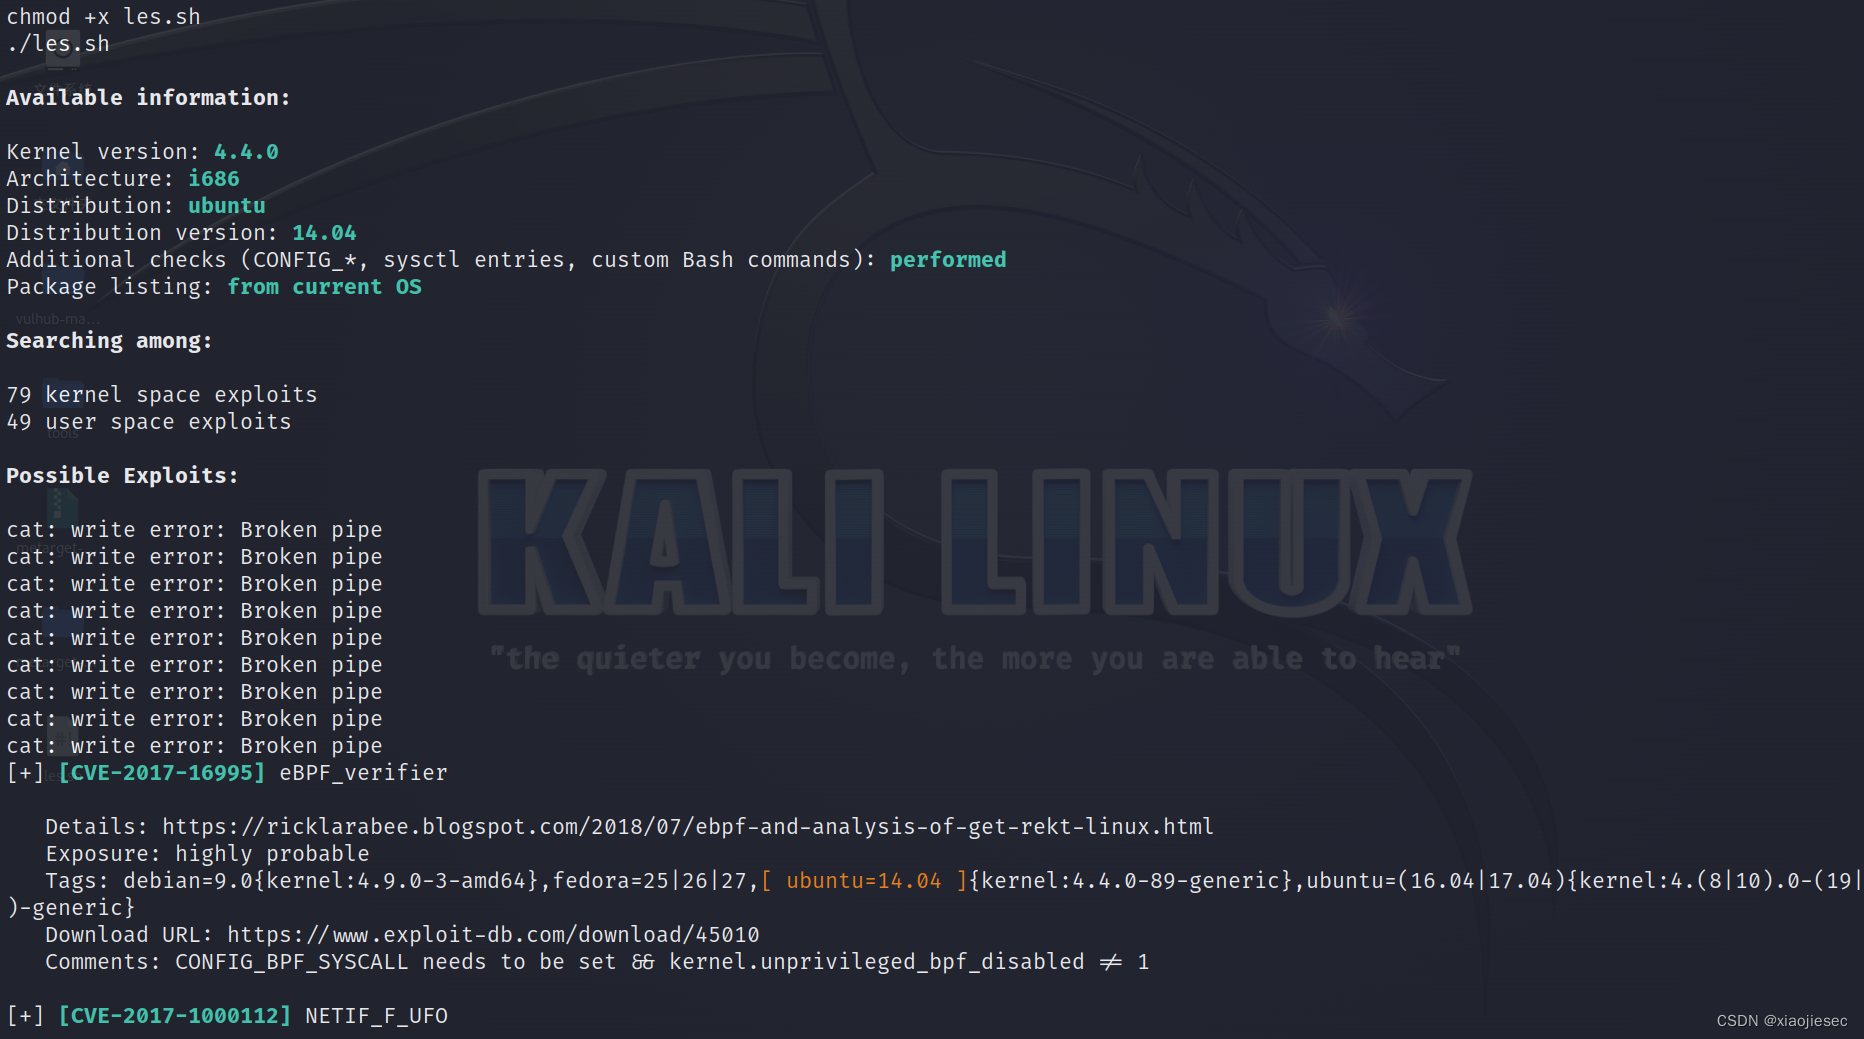 chmod +x les.sh
./les.sh
Available information:
Kernel version: 4.4.0
Architecture: i686
Distribution: ubuntu
Distribution version: 14.04
Additional checks (CONFIG_*, sysctl entries, custom Bash commands): performed
Package listing: from current OS
vulhub-ma...
Searching among:
79 kernel space exploits
49 user space exploits
tools
Possible Exploits:
KALI LINUX
cat: write error: Broken pipe
cat: write error: Broken pipe
cat: write error: Broken pipe
cat: write error: Broken pipe
cat: write error: Broken pipe
cat: write error: Broken pipe
"the quieter you become, the more you are able to hear"
cat: write error: Broken pipe
cat: write error: Broken pipe
cat: write error: Broken pipe
[+] [CVE-2017-16995] eBPF_verifier
Details: https://ricklarabee.blogspot.com/2018/07/ebpf-and-analysis-of-get-rekt-linux.html
Exposure: highly probable
Tags: debian=9.0{kernel:4.9.0-3-amd64},fedora=25|26|27,[ ubuntu=14.04 ]{kernel:4.4.0-89-generic},ubuntu=(16.04|17.04){kernel:4.(8|10).0-(19|
)-generic}
Download URL: https://www.exploit-db.com/download/45010
Comments: CONFIG_BPF_SYSCALL needs to be set && kernel.unprivileged_bpf_disabled != 1
[+] [CVE-2017-1000112] NETIF_F_UFO
CSDN @xiaojiesec